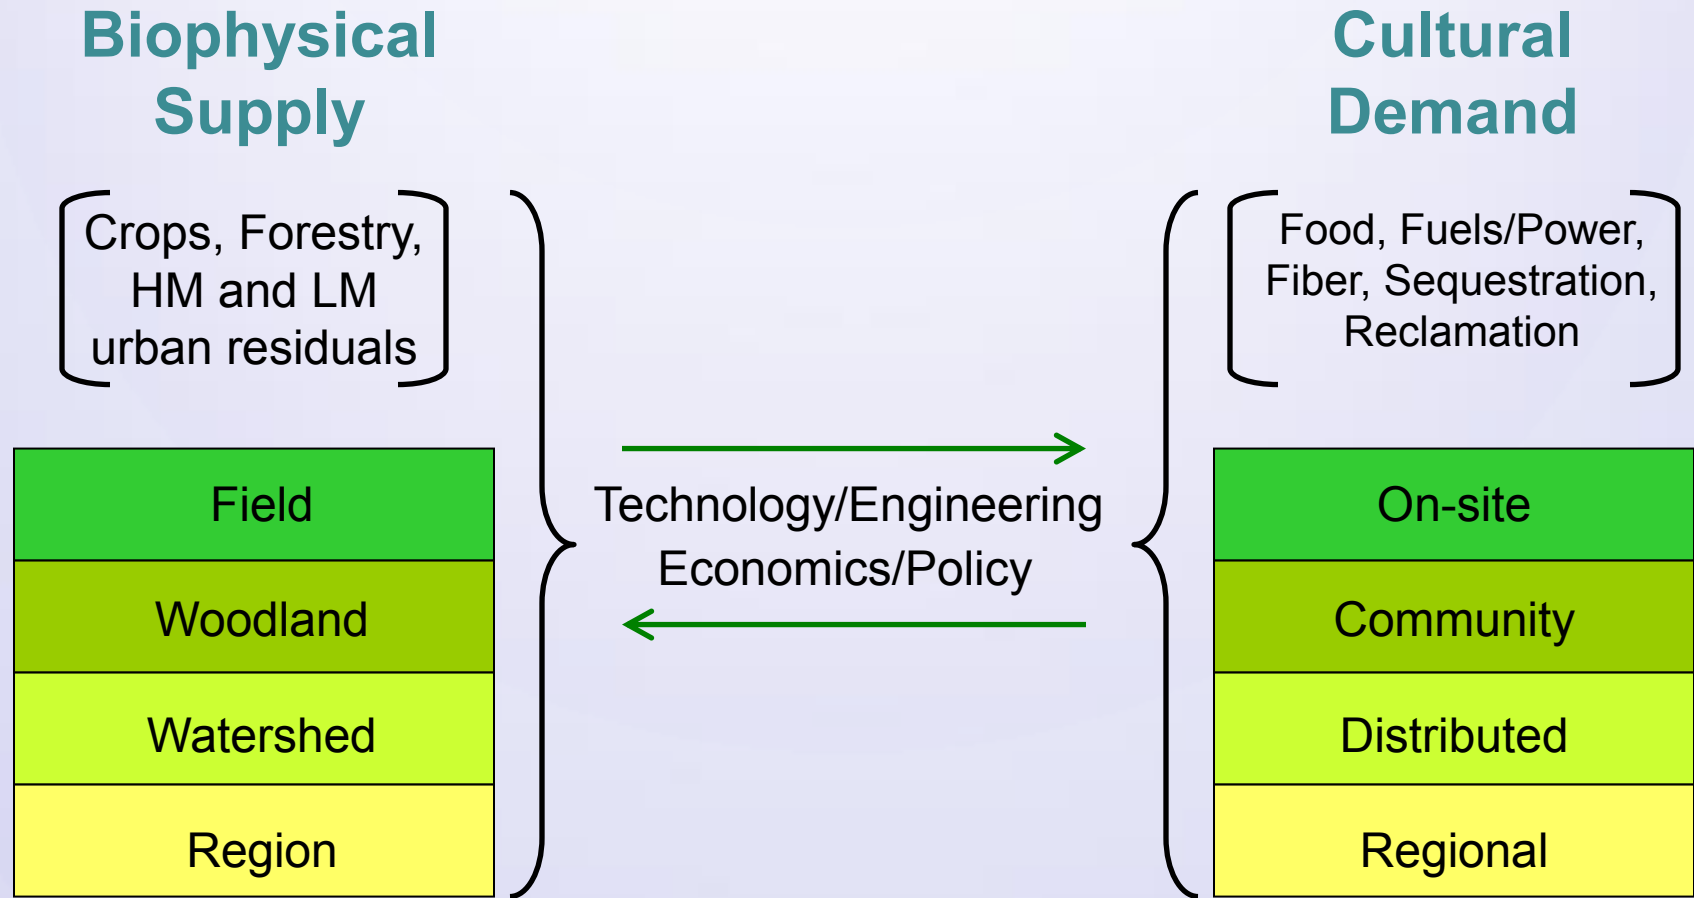 Biophysical
Supply
Crops, Forestry,
HM and LM
urban residuals
Field
Woodland
Watershed
Region
Technology/Engineering
Economics/Policy
Cultural
Demand
Food, Fuels/Power,
Fiber, Sequestration,
Reclamation
On-site
Community
Distributed
Regional